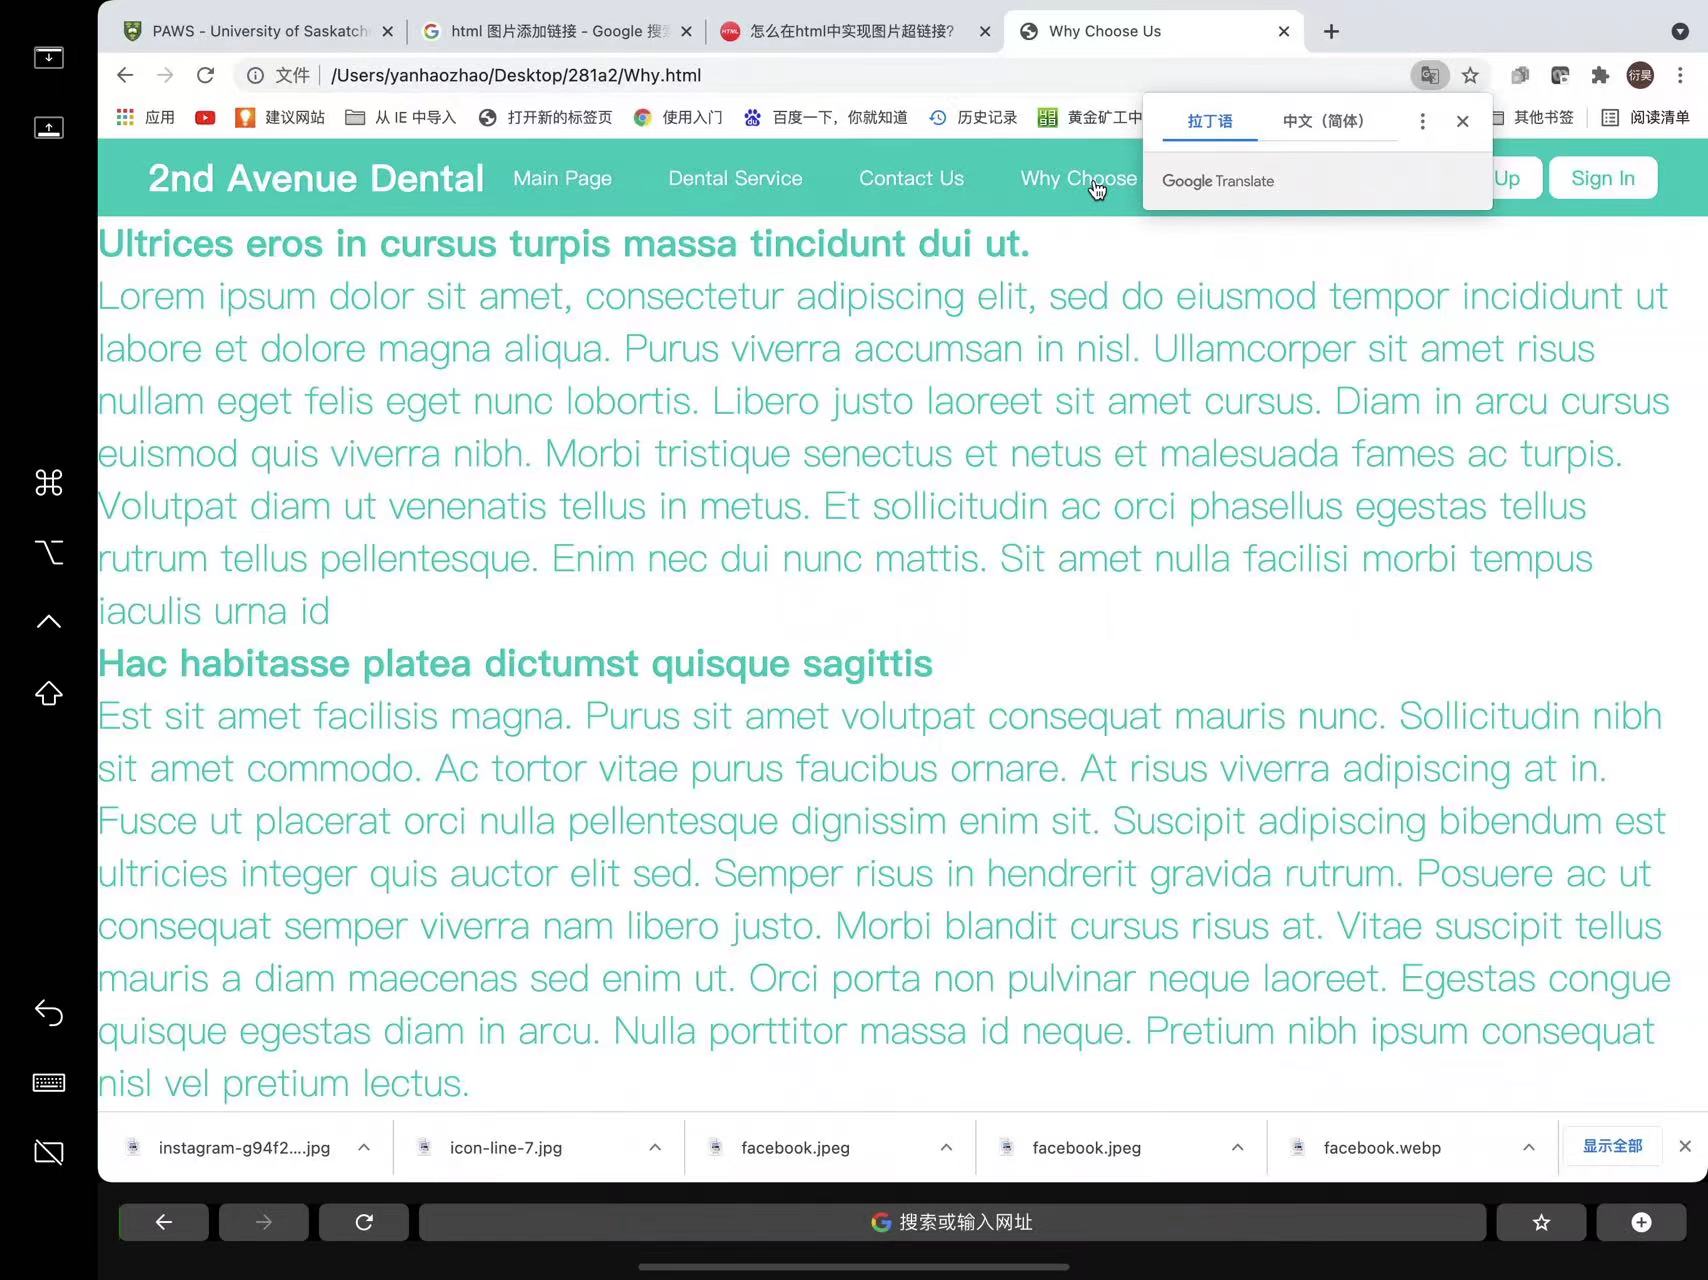 PAWS - University of Saskatch
html 图片添加链接 - Google 搜
怎么在html中实现图片超链接?
Why Choose Us
文件
/Users/yanhaozhao/Desktop/281a2/Why.html
衍昊
应用
建议网站
从 IE 中导入
打开新的标签页
使用入门
百度一下，你就知道
历史记录
黄金矿工中
其他书签
阅读清单
拉丁语
中文（简体）
Google Translate
2nd Avenue Dental
Main Page
Dental Service
Contact Us
Why Choose
Up
Sign In
Ultrices eros in cursus turpis massa tincidunt dui ut.
Lorem ipsum dolor sit amet, consectetur adipiscing elit, sed do eiusmod tempor incididunt ut
labore et dolore magna aliqua. Purus viverra accumsan in nisl. Ullamcorper sit amet risus
nullam eget felis eget nunc lobortis. Libero justo laoreet sit amet cursus. Diam in arcu cursus
euismod quis viverra nibh. Morbi tristique senectus et netus et malesuada fames ac turpis.
Volutpat diam ut venenatis tellus in metus. Et sollicitudin ac orci phasellus egestas tellus
rutrum tellus pellentesque. Enim nec dui nunc mattis. Sit amet nulla facilisi morbi tempus
iaculis urna id
Hac habitasse platea dictumst quisque sagittis
Est sit amet facilisis magna. Purus sit amet volutpat consequat mauris nunc. Sollicitudin nibh
sit amet commodo. Ac tortor vitae purus faucibus ornare. At risus viverra adipiscing at in.
Fusce ut placerat orci nulla pellentesque dignissim enim sit. Suscipit adipiscing bibendum est
ultricies integer quis auctor elit sed. Semper risus in hendrerit gravida rutrum. Posuere ac ut
consequat semper viverra nam libero justo. Morbi blandit cursus risus at. Vitae suscipit tellus
mauris a diam maecenas sed enim ut. Orci porta non pulvinar neque laoreet. Egestas congue
quisque egestas diam in arcu. Nulla porttitor massa id neque. Pretium nibh ipsum consequat
nisl vel pretium lectus.
instagram-g94f2....jpg
icon-line-7.jpg
facebook.jpeg
facebook.jpeg
facebook.webp
显示全部
搜索或输入网址